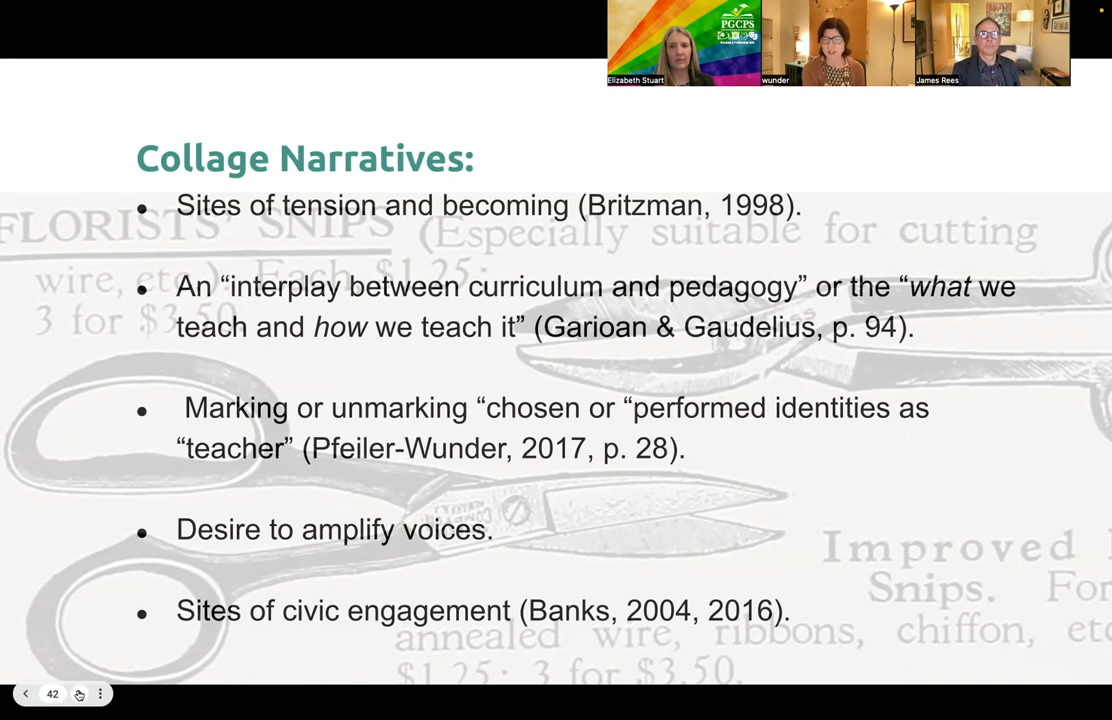 PGCPS
Elizabeth Stuart
wunder
James Rees
Collage Narratives:
Sites of tension and becoming (Britzman, 1998).
FLORISTS' SNIPS (Especially suitable for cutting
wire, etc.) Each $1.25;
3 for $3.50
An “interplay between curriculum and pedagogy” or the “what we
teach and how we teach it” (Garioan & Gaudelius, p. 94).
Marking or unmarking “chosen or “performed identities as
“teacher” (Pfeiler-Wunder, 2017, p. 28).
Desire to amplify voices.
Improved
Snips. For
Sites of civic engagement (Banks, 2004, 2016).
annealed wire, ribbons, chiffon, etc
$1.25; 3 for $3.50.
42